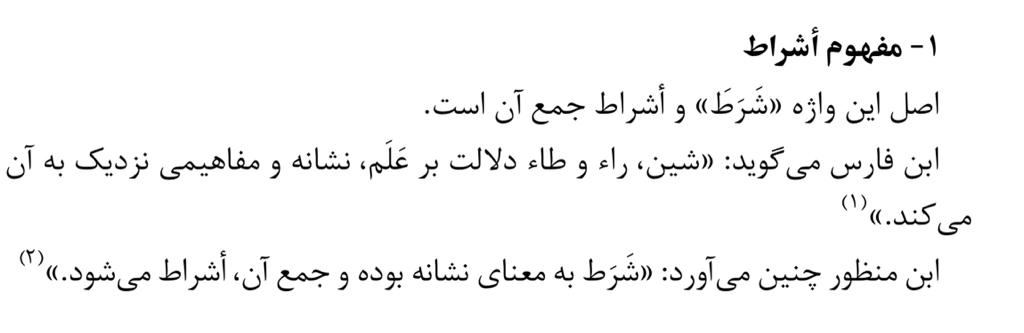 ۱- مفهوم أشراط
اصل این واژه «شَرَطَ» و أشراط جمع آن است.
ابن فارس می‌گوید: «شین، راء و طاء دلالت بر عَلَم، نشانه و مفاهیمی نزدیک به آن
می‌کند.»(۱)
ابن منظور چنین می‌آورد: «شَرَط به معنای نشانه بوده و جمع آن، أشراط می‌شود.»(۲)